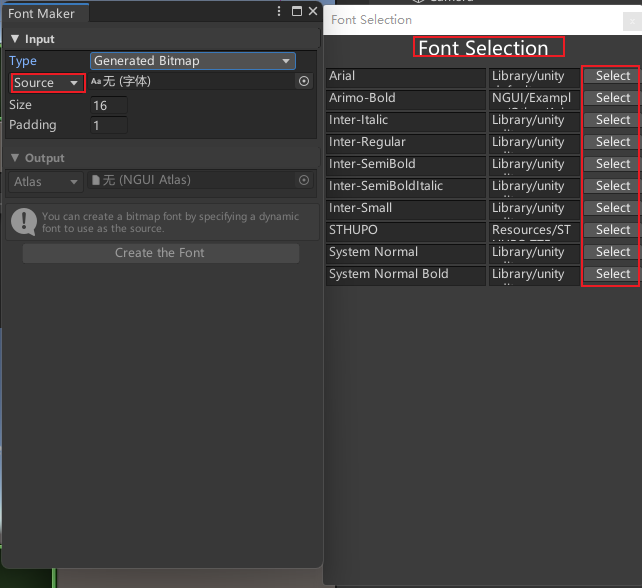 Font Maker
Input
Type Generated Bitmap
Source Aa无 (字体)
Size 16
Padding 1
Output
Atlas 无 (NGUI Atlas)
You can create a bitmap font by specifying a dynamic
font to use as the source.
Create the Font
Font Selection
Font Selection
Arial Library/unity Select
Arimo-Bold NGUI/Exampl Select
Inter-Italic Library/unity Select
Inter-Regular Library/unity Select
Inter-SemiBold Library/unity Select
Inter-SemiBoldItalic Library/unity Select
Inter-Small Library/unity Select
STHUPO Resources/ST Select
System Normal Library/unity Select
System Normal Bold Library/unity Select